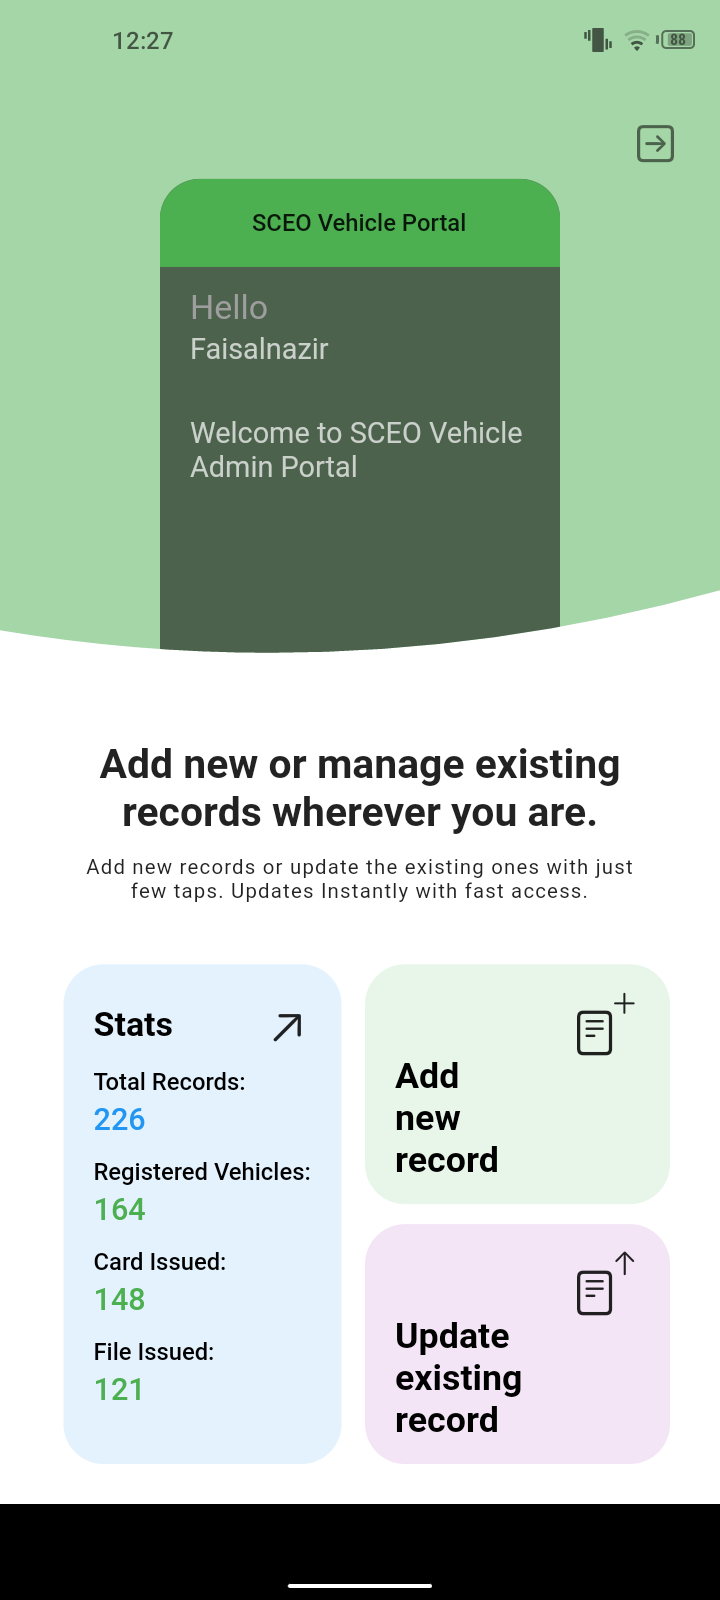 12:27
88
SCEO Vehicle Portal
Hello
Faisalnazir
Welcome to SCEO Vehicle
Admin Portal
Add new or manage existing
records wherever you are.
Add new records or update the existing ones with just
few taps. Updates Instantly with fast access.
Stats
Total Records:
226
Registered Vehicles:
164
Card Issued:
148
File Issued:
121
Add
new
record
Update
existing
record